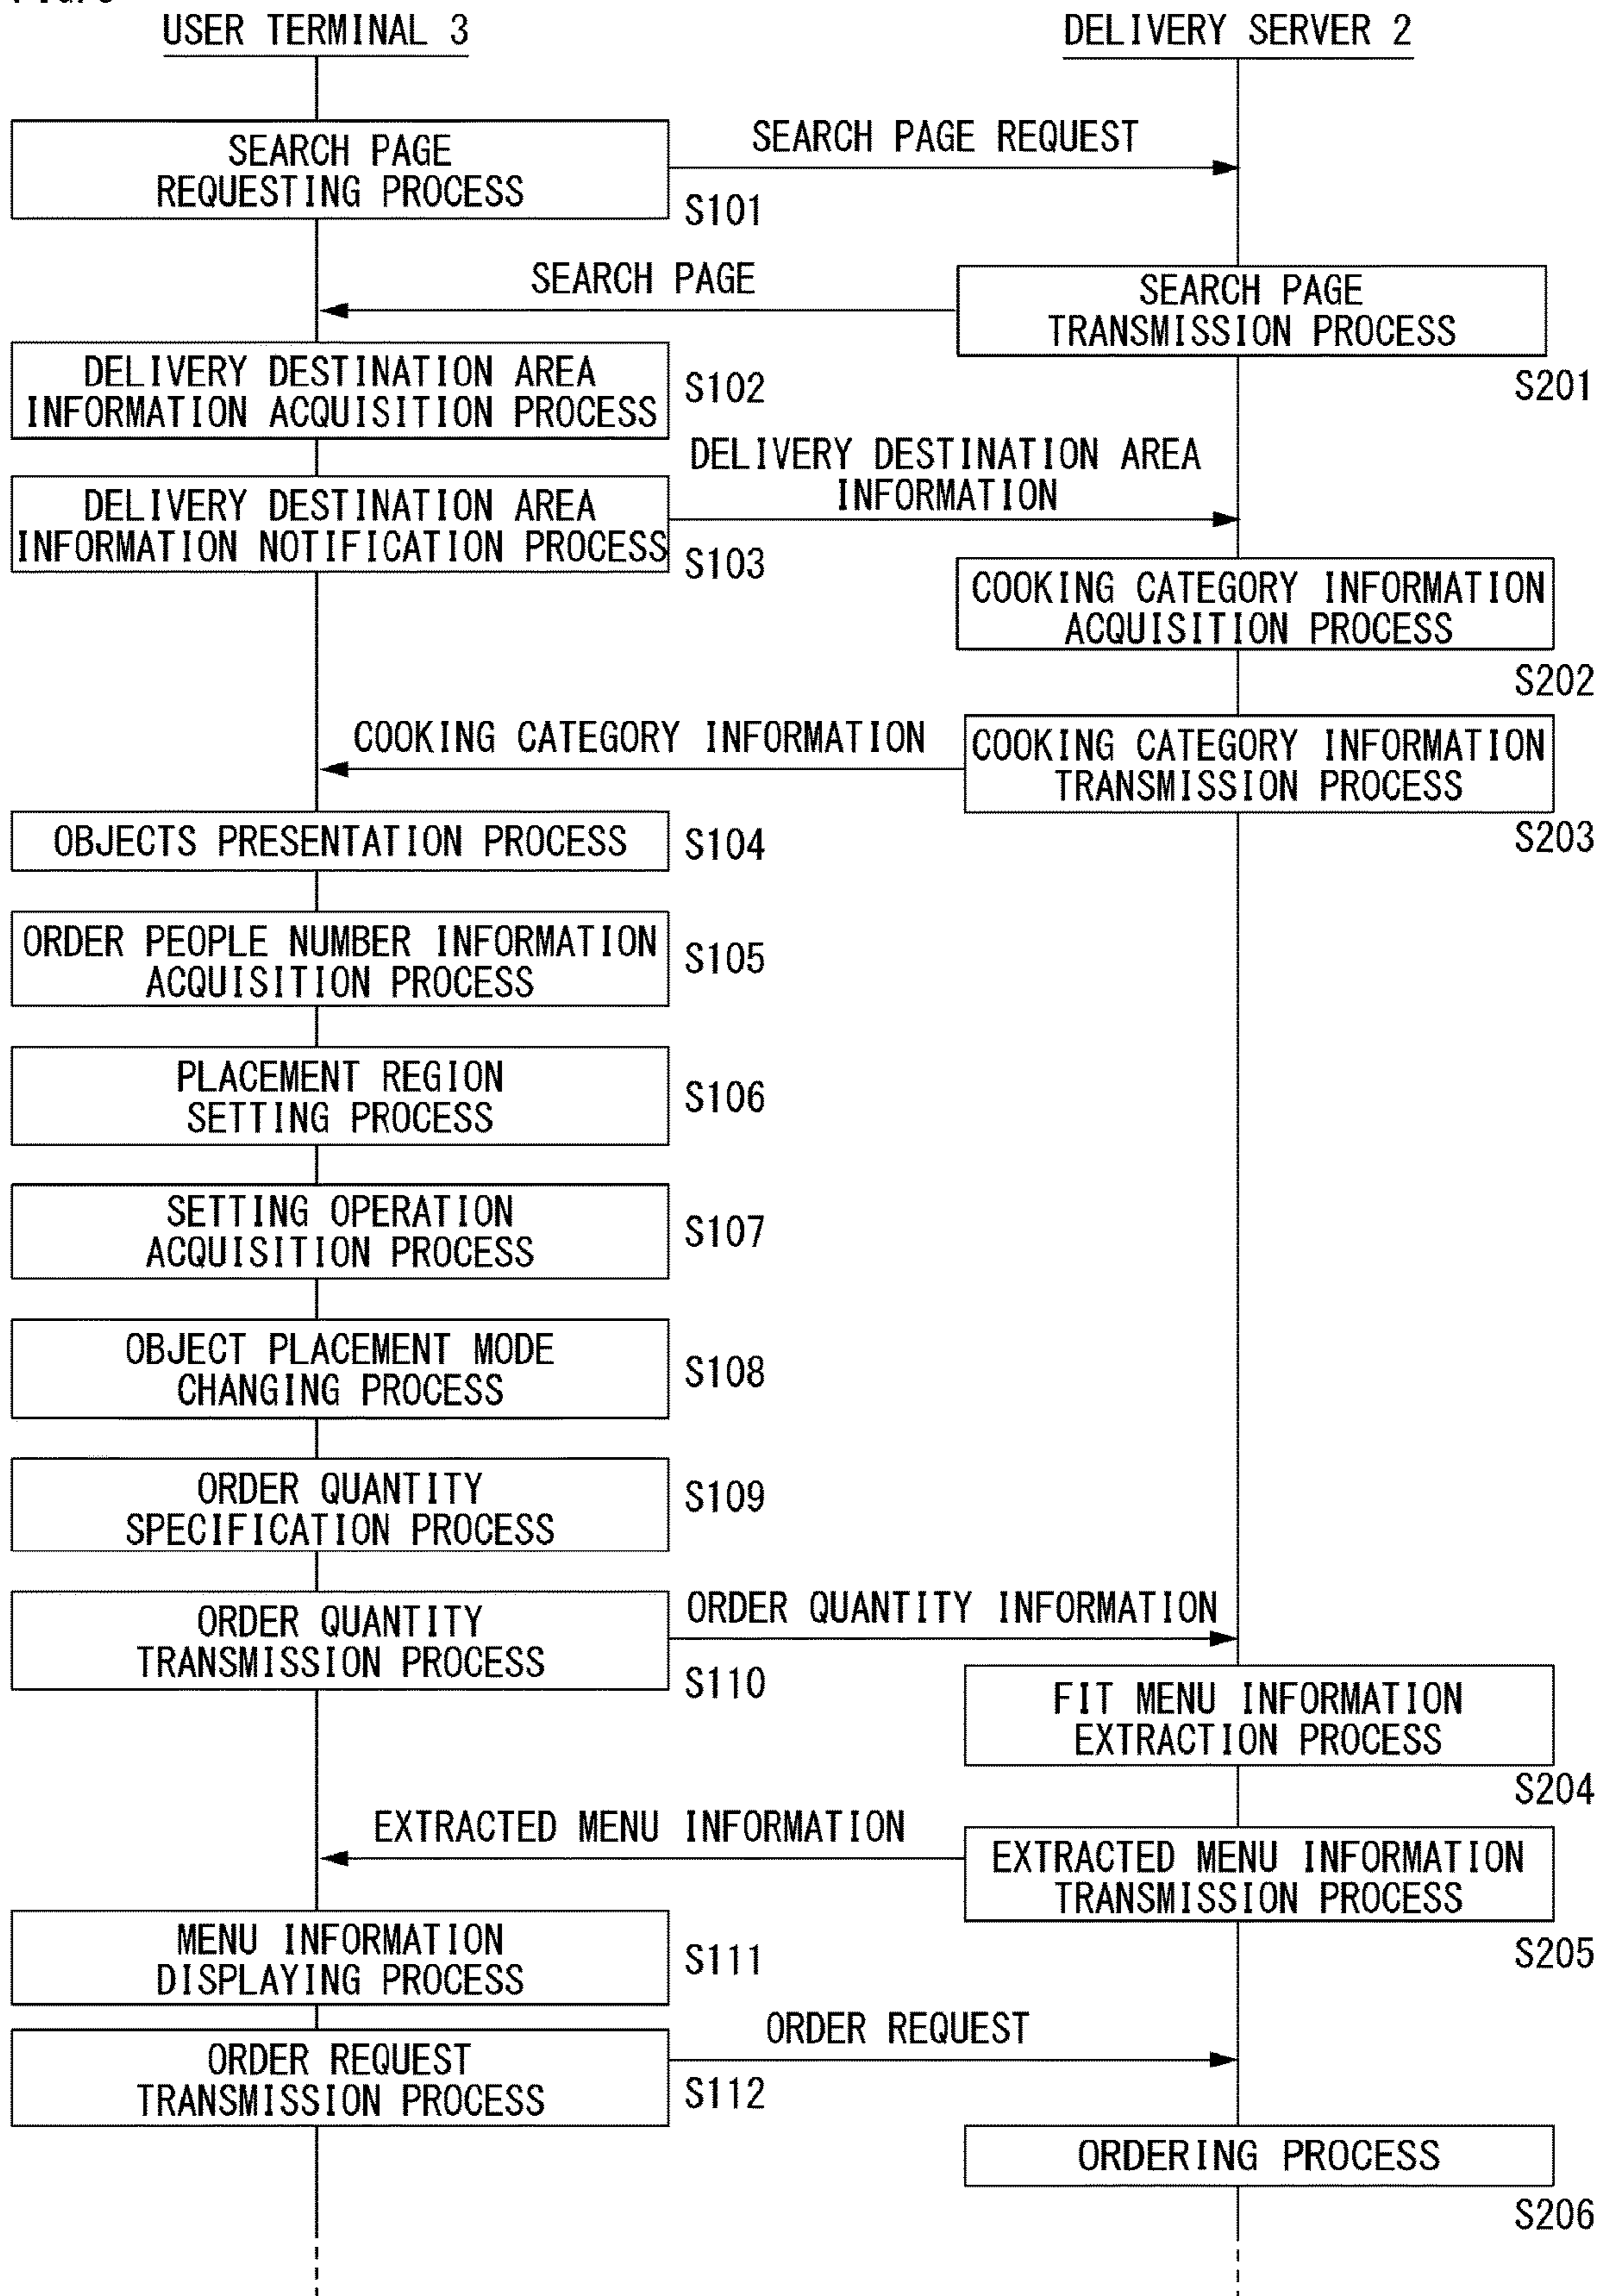 USER TERMINAL 3
DELIVERY SERVER 2
SEARCH PAGE
REQUESTING PROCESS
SEARCH PAGE REQUEST
S101
SEARCH PAGE
SEARCH PAGE
TRANSMISSION PROCESS
S201
DELIVERY DESTINATION AREA
INFORMATION ACQUISITION PROCESS
S102
DELIVERY DESTINATION AREA
INFORMATION NOTIFICATION PROCESS
S103
DELIVERY DESTINATION AREA
INFORMATION
COOKING CATEGORY INFORMATION
ACQUISITION PROCESS
S202
COOKING CATEGORY INFORMATION
COOKING CATEGORY INFORMATION
TRANSMISSION PROCESS
S203
OBJECTS PRESENTATION PROCESS
S104
ORDER PEOPLE NUMBER INFORMATION
ACQUISITION PROCESS
S105
PLACEMENT REGION
SETTING PROCESS
S106
SETTING OPERATION
ACQUISITION PROCESS
S107
OBJECT PLACEMENT MODE
CHANGING PROCESS
S108
ORDER QUANTITY
SPECIFICATION PROCESS
S109
ORDER QUANTITY
TRANSMISSION PROCESS
S110
ORDER QUANTITY INFORMATION
FIT MENU INFORMATION
EXTRACTION PROCESS
S204
EXTRACTED MENU INFORMATION
EXTRACTED MENU INFORMATION
TRANSMISSION PROCESS
S205
MENU INFORMATION
DISPLAYING PROCESS
S111
ORDER REQUEST
TRANSMISSION PROCESS
S112
ORDER REQUEST
ORDERING PROCESS
S206